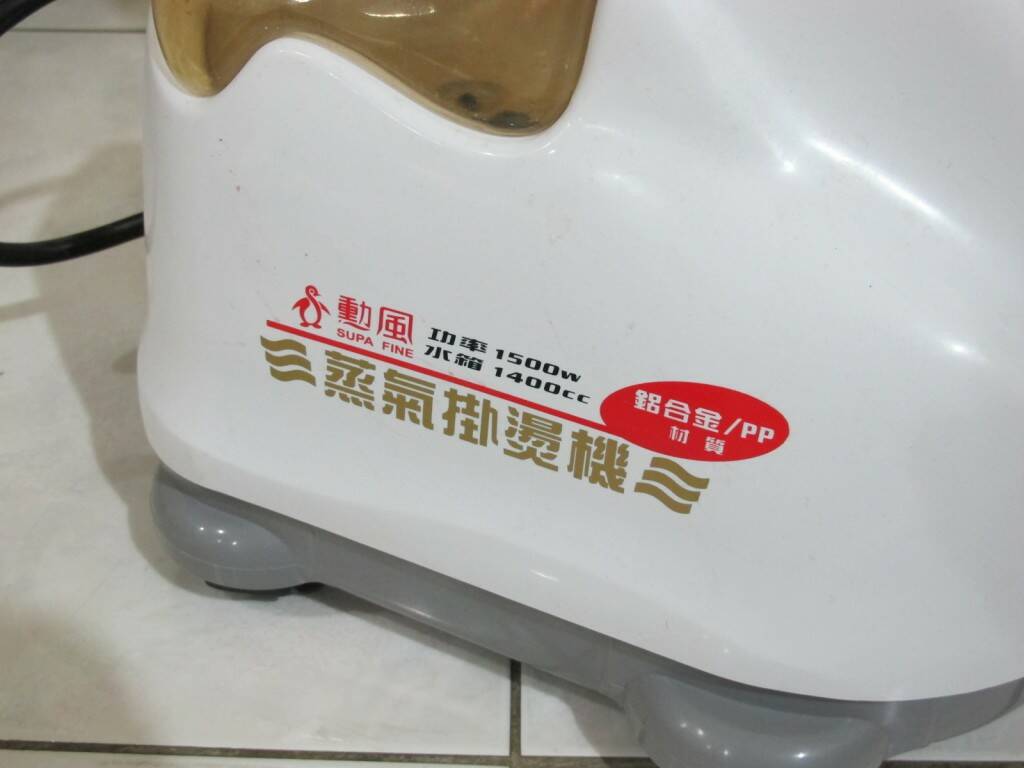 勳風
SUPA FINE
功率 1500w
水箱 1400cc
鋁合金/PP
材質
蒸氣掛燙機